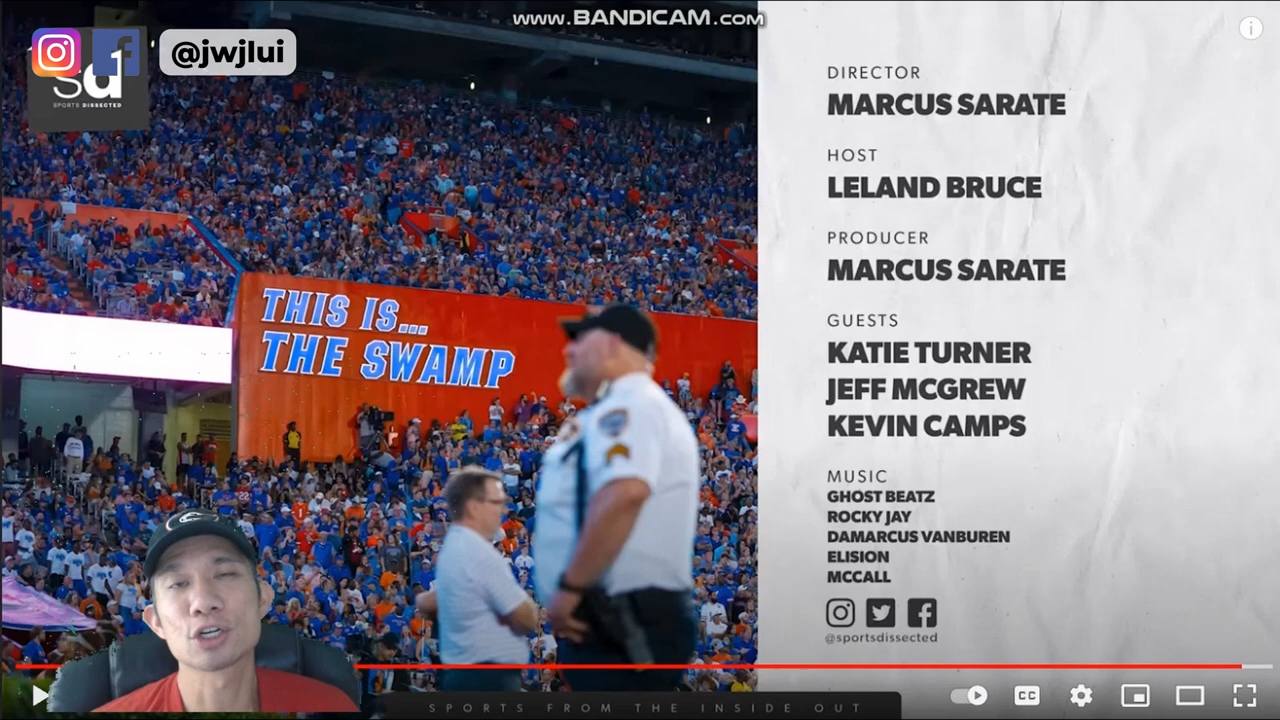 www.BANDICAM.com
@jwjlui
sd
SPORTS DISSECTED
THIS IS...
THE SWAMP
DIRECTOR
MARCUS SARATE
HOST
LELAND BRUCE
PRODUCER
MARCUS SARATE
GUESTS
KATIE TURNER
JEFF MCGREW
KEVIN CAMPS
MUSIC
GHOST BEATZ
ROCKY JAY
DAMARCUS VANBUREN
ELISION
MCCALL
@sportsdissected
CC
SPORTS FROM THE INSIDE OUT